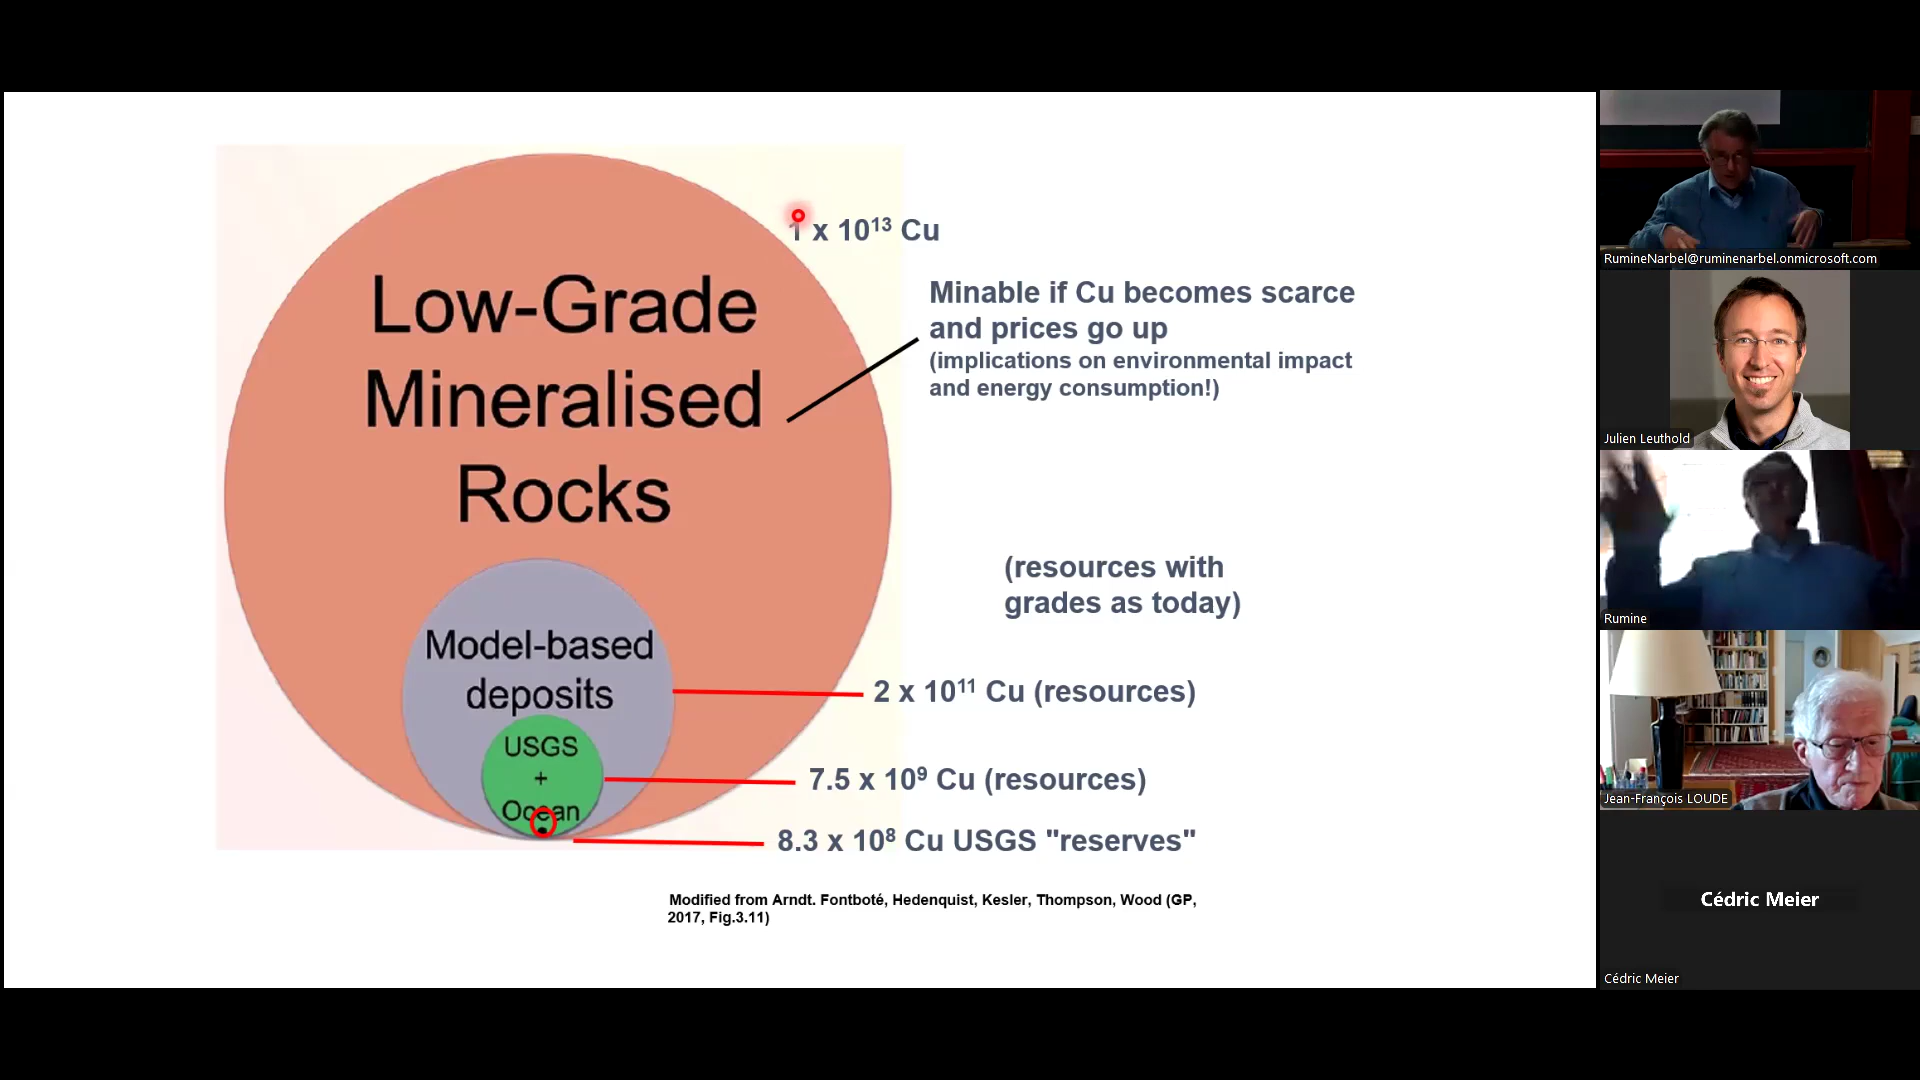 1 x 10¹³ Cu
Low-Grade
Mineralised
Rocks
Minable if Cu becomes scarce
and prices go up
(implications on environmental impact
and energy consumption!)
(resources with
grades as today)
Model-based
deposits
2 x 10¹¹ Cu (resources)
USGS
+
Ocean
7.5 x 10⁹ Cu (resources)
8.3 x 10⁸ Cu USGS "reserves"
Modified from Arndt. Fontboté, Hedenquist, Kesler, Thompson, Wood (GP,
2017, Fig.3.11)
RumineNarbel@ruminenarbel.onmicrosoft.com
Julien Leuthold
Rumine
Jean-François LOUDE
Cédric Meier
Cédric Meier